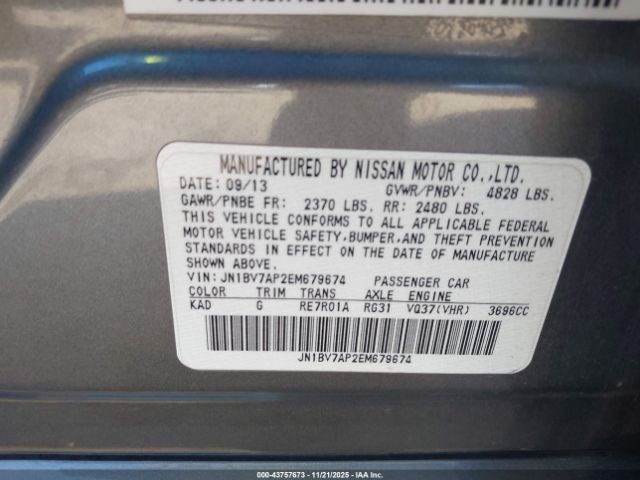 MANUFACTURED BY NISSAN MOTOR CO.,LTD.
DATE: 09/13 GVWR/PNBV: 4828 LBS.
GAWR/PNBE FR: 2370 LBS. RR: 2480 LBS.
THIS VEHICLE CONFORMS TO ALL APPLICABLE FEDERAL
MOTOR VEHICLE SAFETY,BUMPER,AND THEFT PREVENTION
STANDARDS IN EFFECT ON THE DATE OF MANUFACTURE
SHOWN ABOVE.
VIN: JN1BV7AP2EM679674 PASSENGER CAR
COLOR TRIM TRANS AXLE ENGINE
KAD G RE7R01A RG31 VQ37(VHR) 3696CC
JN1BV7AP2EM679674
000-43757673 - 11/21/2025 - IAA Inc.